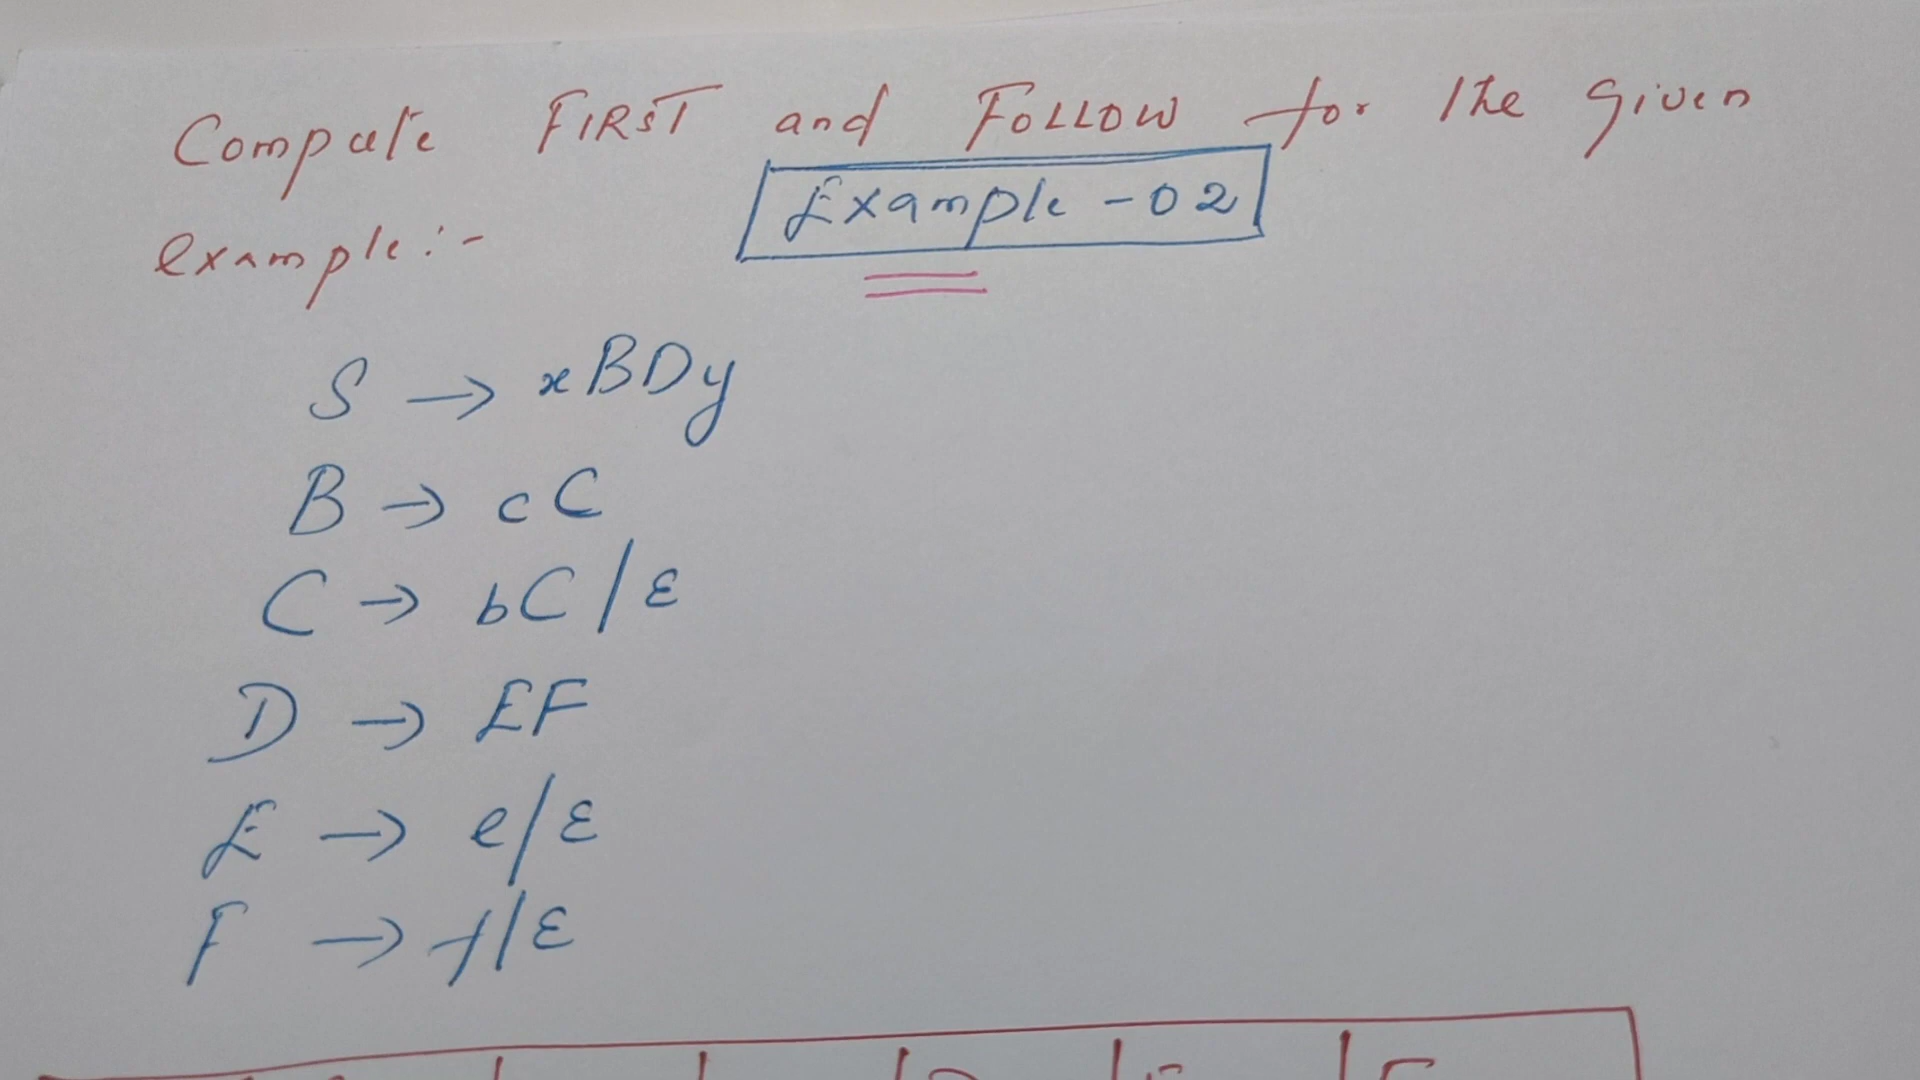 Compute FIRST and FOLLOW for the given
example:-
Example - 02
S → xBDy
B → cC
C → bC/ε
D → EF
E → e/ε
F → f/ε